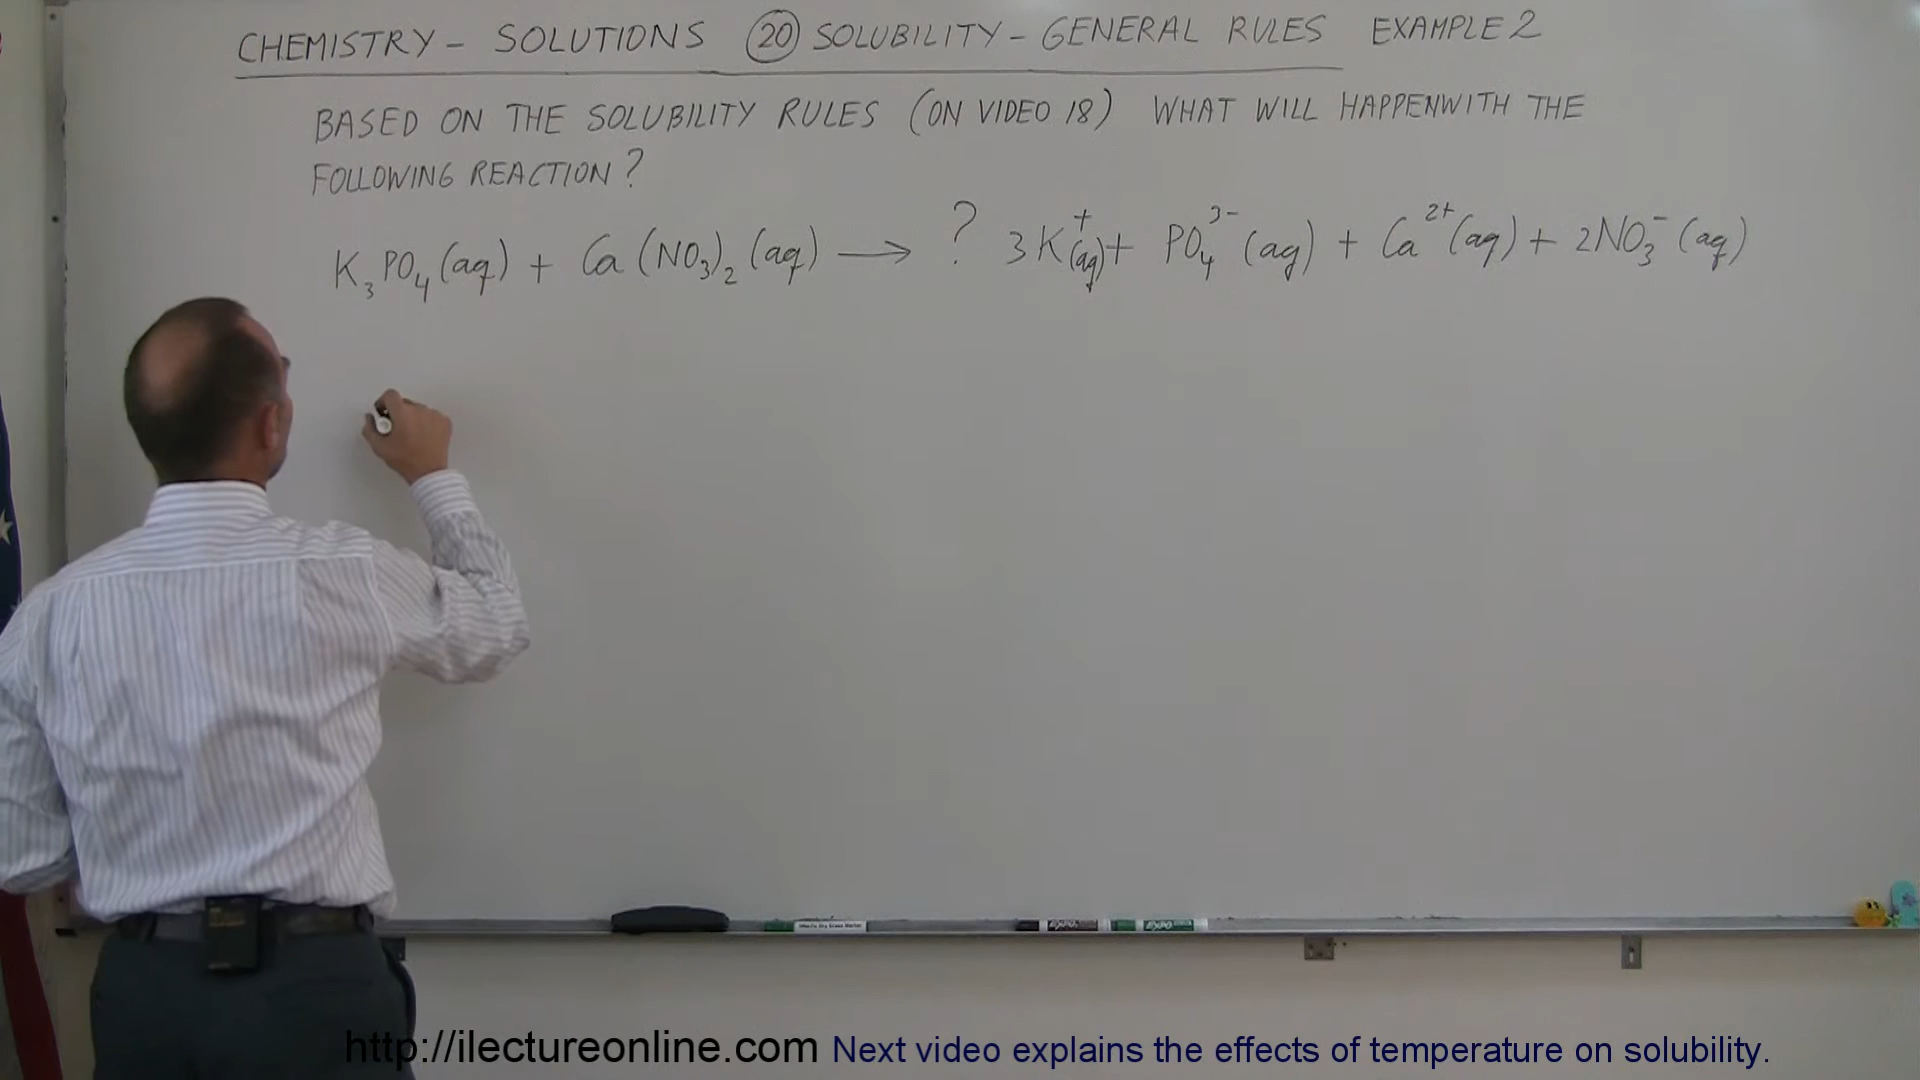 CHEMISTRY - SOLUTIONS (20) SOLUBILITY - GENERAL RULES EXAMPLE 2
BASED ON THE SOLUBILITY RULES (ON VIDEO 18) WHAT WILL HAPPENWITH THE
FOLLOWING REACTION?
K₃PO₄(aq) + Ca(NO₃)₂(aq) → ? 3K⁺(aq) + PO₄³⁻(aq) + Ca²⁺(aq) + 2NO₃⁻(aq)
EXPO
EXPO
http://ilectureonline.com Next video explains the effects of temperature on solubility.